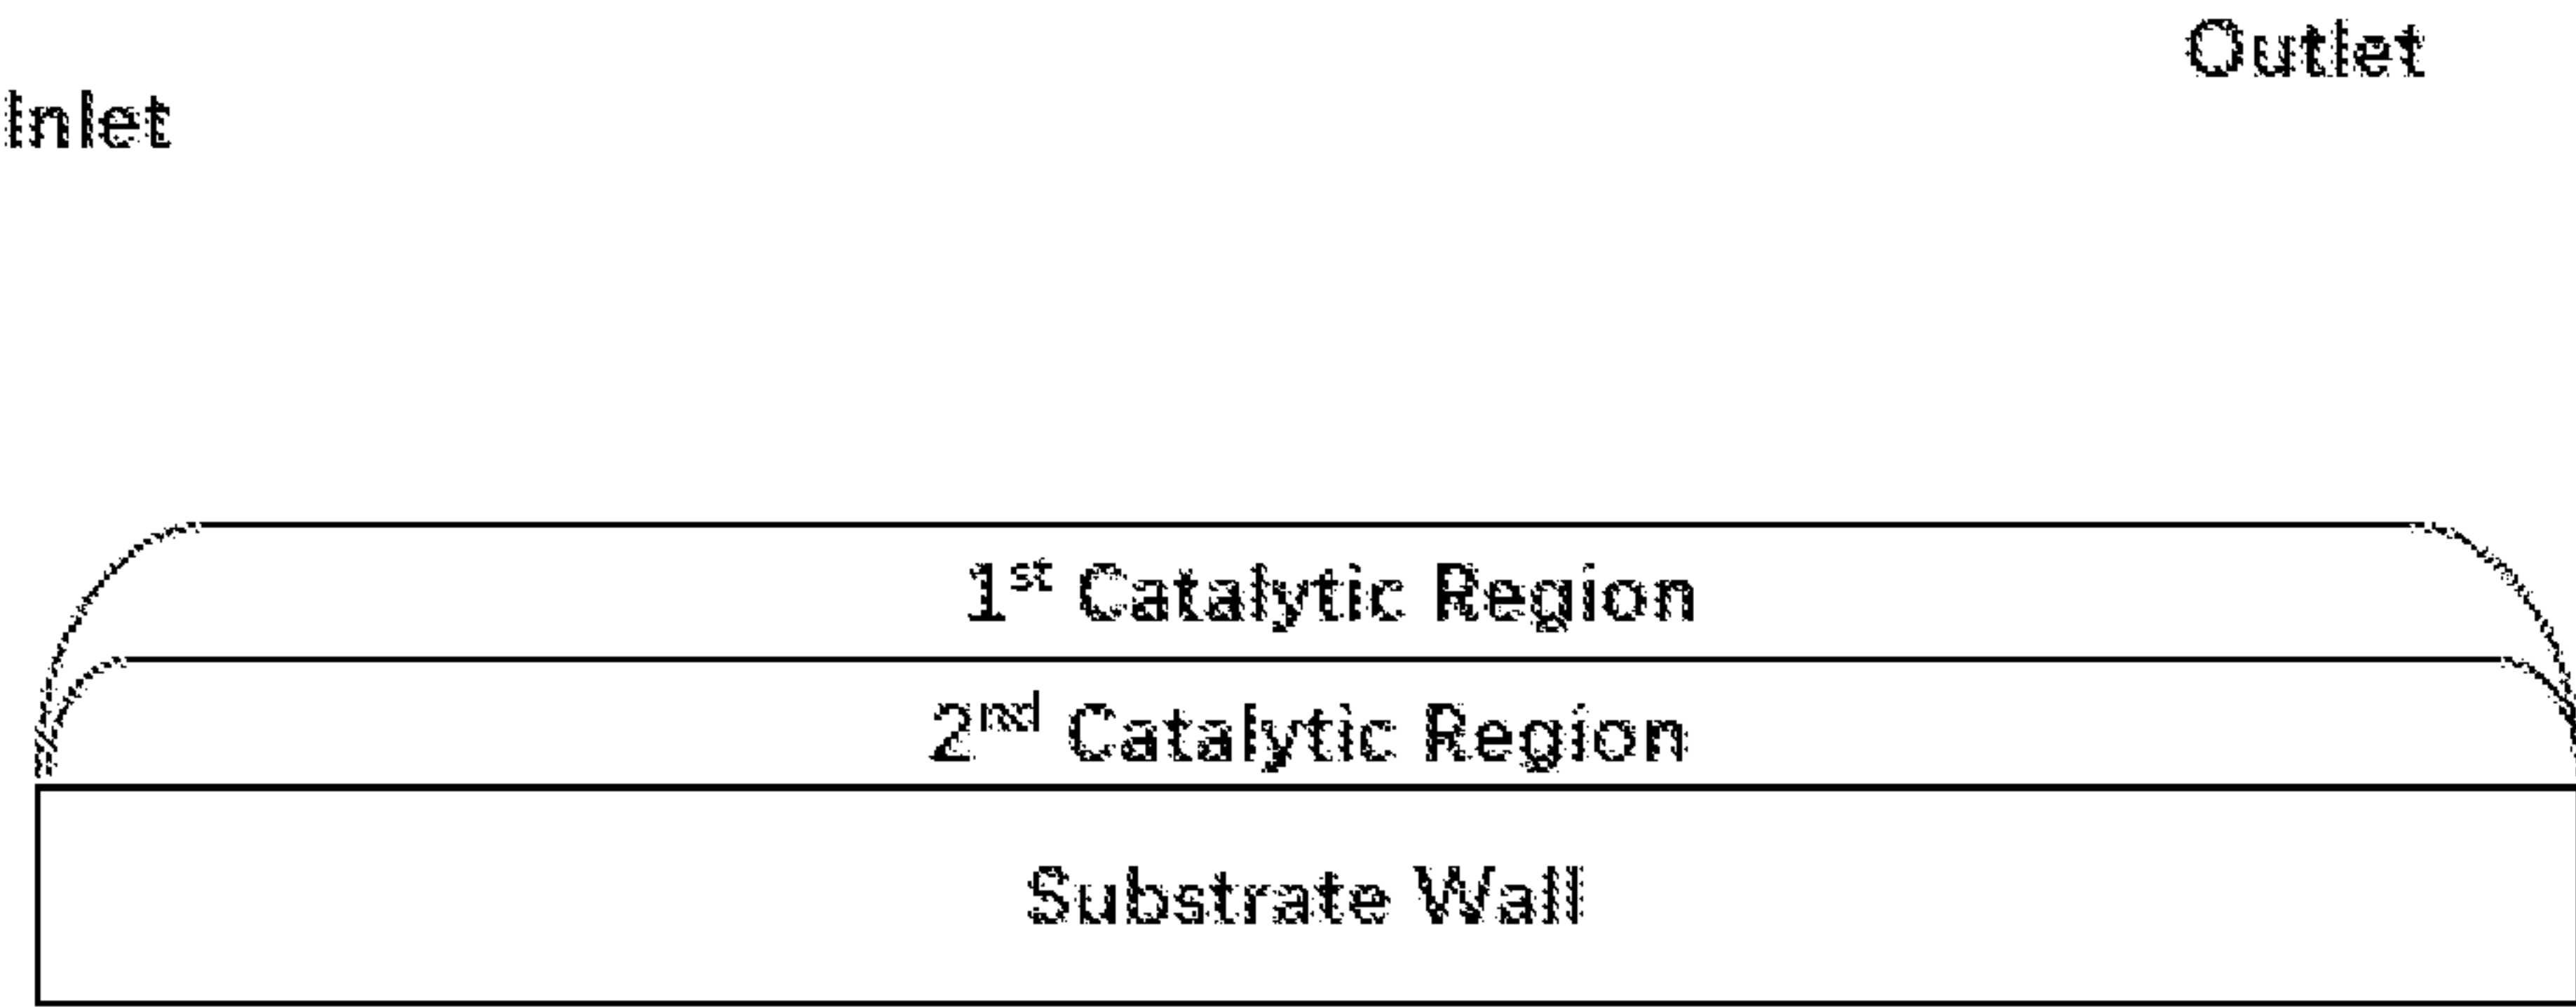 Outlet
Inlet
1st Catalytic Region
2nd Catalytic Region
Substrate Wall